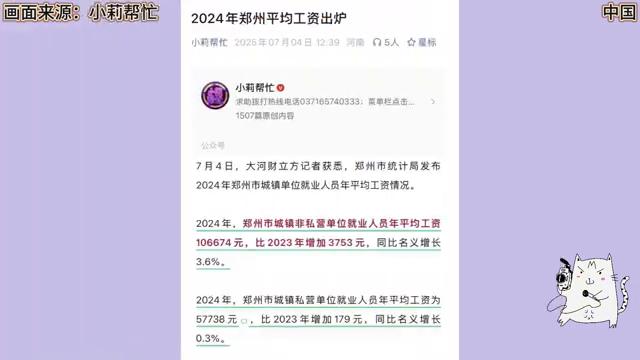 画面来源：小莉帮忙
中国
2024年郑州平均工资出炉
小莉帮忙 2025年07月04日 12:39 河南 5人 星标
小莉帮忙
求助拨打热线电话037165740333；菜单栏点击...
1507篇原创内容
公众号
7月4日，大河财立方记者获悉，郑州市统计局发布
2024年郑州市城镇单位就业人员年平均工资情况。
2024年，郑州市城镇非私营单位就业人员年平均工资
106674元，比2023年增加3753元，同比名义增长
3.6%。
2024年，郑州市城镇私营单位就业人员年平均工资为
57738元，比2023年增加179元，同比名义增长
0.3%。